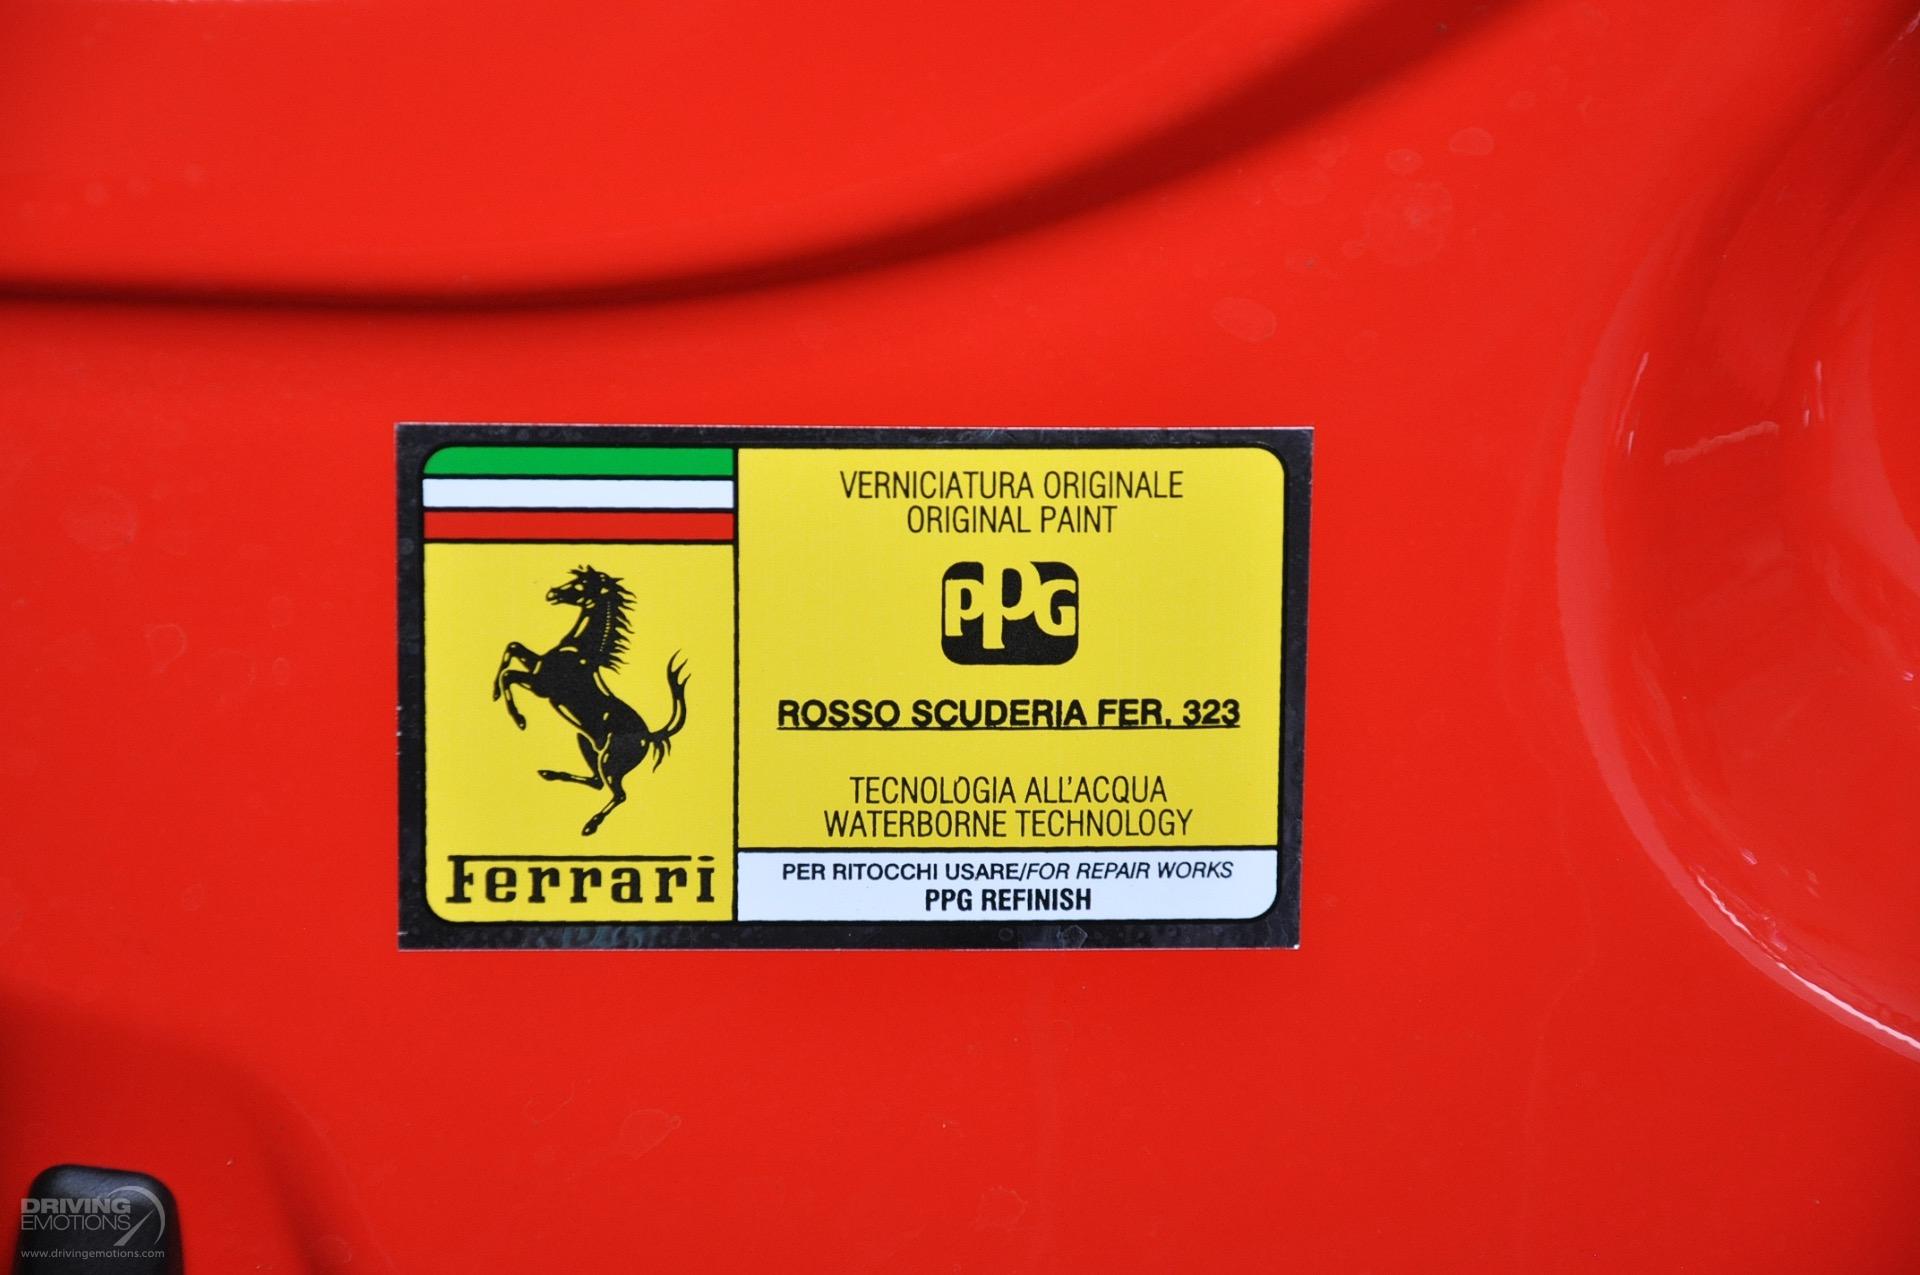 VERNICIATURA ORIGINALE
ORIGINAL PAINT
PPG
ROSSO SCUDERIA FER. 323
TECNOLOGIA ALL'ACQUA
WATERBORNE TECHNOLOGY
Ferrari
PER RITOCCHI USARE/FOR REPAIR WORKS
PPG REFINISH
DRIVING
EMOTIONS
www.drivingemotions.com